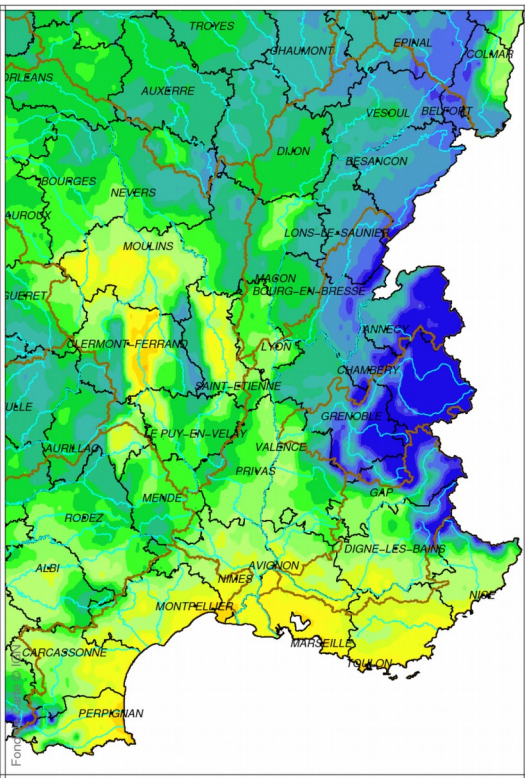 TROYES
CHAUMONT
EPINAL
COLMAR
ORLEANS
AUXERRE
VESOUL
BELFORT
DIJON
BESANCON
BOURGES
NEVERS
AUROUX
LONS-LE-SAUNIER
MOULINS
MACON
BOURG-EN-BRESSE
GUERET
ANNECY
CLERMONT-FERRAND
LYON
CHAMBERY
SAINT-ETIENNE
ULLE
GRENOBLE
LE PUY-EN-VELAY
AURILLAC
VALENCE
PRIVAS
MENDE
GAP
RODEZ
DIGNE-LES-BAINS
ALBI
AVIGNON
NIMES
NICE
MONTPELLIER
MARSEILLE
CARCASSONNE
TOULON
PERPIGNAN